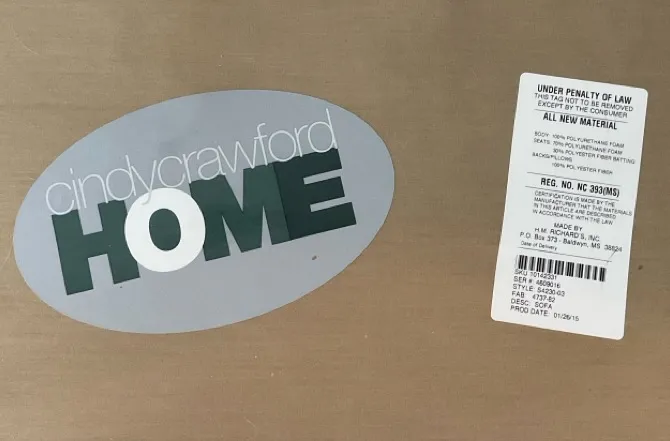 cindycrawford
HOME
UNDER PENALTY OF LAW
THIS TAG NOT TO BE REMOVED
EXCEPT BY THE CONSUMER
ALL NEW MATERIAL
BODY: 100% POLYURETHANE FOAM
SEATS: 70% POLYURETHANE FOAM
30% POLYESTER FIBER BATTING
BACKS/PILLOWS
100% POLYESTER FIBER
REG. NO. NC 393(MS)
CERTIFICATION IS MADE BY THE
MANUFACTURER THAT THE MATERIALS
IN THIS ARTICLE ARE DESCRIBED
IN ACCORDANCE WITH THE LAW
MADE BY
H.M. RICHARD'S, INC
P.O. Box 373 - Baldwyn, MS 38824
Date of Delivery
SKU 10142331
SER #: 4809016
STYLE: 54230-03
FAB: 4737-82
DESC: SOFA
PROD DATE: 01/26/15